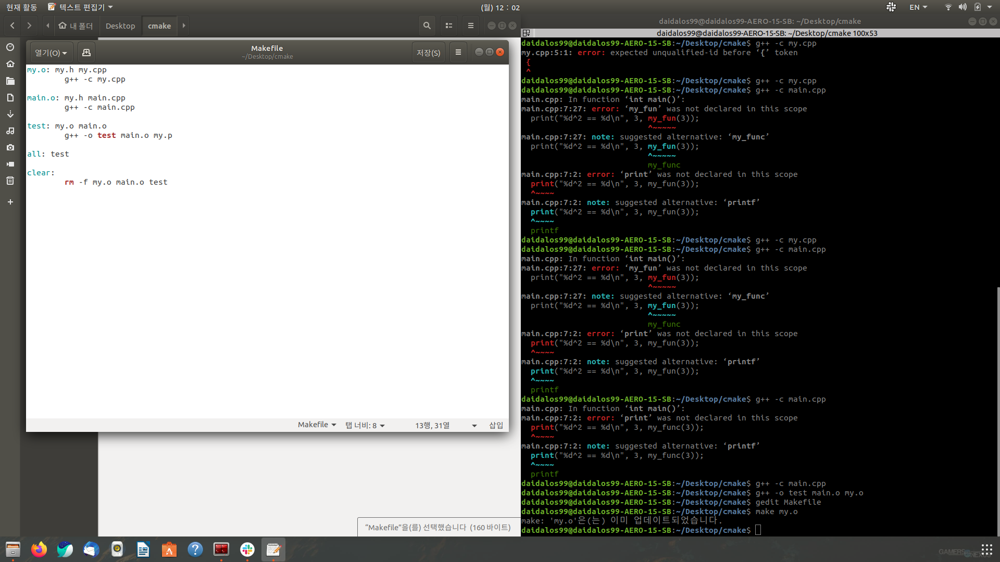 현재 활동
텍스트 편집기
(월) 12 : 02
EN
내 폴더
Desktop
cmake
daidalos99@daidalos99-AERO-15-SB: ~/Desktop/cmake
daidalos99@daidalos99-AERO-15-SB: ~/Desktop/cmake 100x53
열기(O)
Makefile
~/Desktop/cmake
저장(S)
my.o: my.h my.cpp
g++ -c my.cpp
main.o: my.h main.cpp
g++ -c main.cpp
test: my.o main.o
g++ -o test main.o my.p
all: test
clear:
rm -f my.o main.o test
Makefile
탭 너비: 8
13행, 31열
삽입
“Makefile”을(를) 선택했습니다 (160 바이트)
daidalos99@daidalos99-AERO-15-SB:~/Desktop/cmake$ g++ -c my.cpp
my.cpp:5:1: error: expected unqualified-id before ‘{’ token
{
^
daidalos99@daidalos99-AERO-15-SB:~/Desktop/cmake$ g++ -c my.cpp
daidalos99@daidalos99-AERO-15-SB:~/Desktop/cmake$ g++ -c main.cpp
main.cpp: In function ‘int main()’:
main.cpp:7:27: error: ‘my_fun’ was not declared in this scope
print("%d^2 == %d\n", 3, my_fun(3));
^~~~~~
main.cpp:7:27: note: suggested alternative: ‘my_func’
print("%d^2 == %d\n", 3, my_fun(3));
^~~~~~
my_func
main.cpp:7:2: error: ‘print’ was not declared in this scope
print("%d^2 == %d\n", 3, my_fun(3));
^~~~~
main.cpp:7:2: note: suggested alternative: ‘printf’
print("%d^2 == %d\n", 3, my_fun(3));
^~~~~
printf
daidalos99@daidalos99-AERO-15-SB:~/Desktop/cmake$ g++ -c my.cpp
daidalos99@daidalos99-AERO-15-SB:~/Desktop/cmake$ g++ -c main.cpp
main.cpp: In function ‘int main()’:
main.cpp:7:27: error: ‘my_fun’ was not declared in this scope
print("%d^2 == %d\n", 3, my_fun(3));
^~~~~~
main.cpp:7:27: note: suggested alternative: ‘my_func’
print("%d^2 == %d\n", 3, my_fun(3));
^~~~~~
my_func
main.cpp:7:2: error: ‘print’ was not declared in this scope
print("%d^2 == %d\n", 3, my_fun(3));
^~~~~
main.cpp:7:2: note: suggested alternative: ‘printf’
print("%d^2 == %d\n", 3, my_fun(3));
^~~~~
printf
daidalos99@daidalos99-AERO-15-SB:~/Desktop/cmake$ g++ -c main.cpp
main.cpp: In function ‘int main()’:
main.cpp:7:2: error: ‘print’ was not declared in this scope
print("%d^2 == %d\n", 3, my_func(3));
^~~~~
main.cpp:7:2: note: suggested alternative: ‘printf’
print("%d^2 == %d\n", 3, my_func(3));
^~~~~
printf
daidalos99@daidalos99-AERO-15-SB:~/Desktop/cmake$ g++ -c main.cpp
daidalos99@daidalos99-AERO-15-SB:~/Desktop/cmake$ g++ -o test main.o my.o
daidalos99@daidalos99-AERO-15-SB:~/Desktop/cmake$ gedit Makefile
daidalos99@daidalos99-AERO-15-SB:~/Desktop/cmake$ make my.o
make: 'my.o'은(는) 이미 업데이트되었습니다.
daidalos99@daidalos99-AERO-15-SB:~/Desktop/cmake$
GAMERS NEXUS